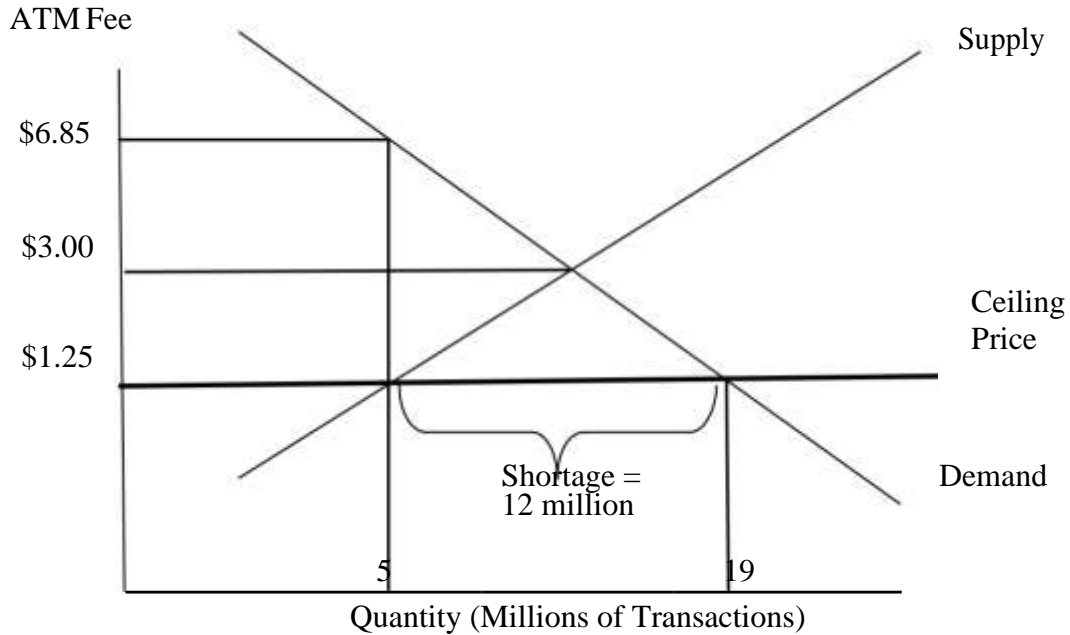 ATM Fee
Supply
$6.85
$3.00
Ceiling
Price
$1.25
Shortage =
12 million
Demand
5
19
Quantity (Millions of Transactions)